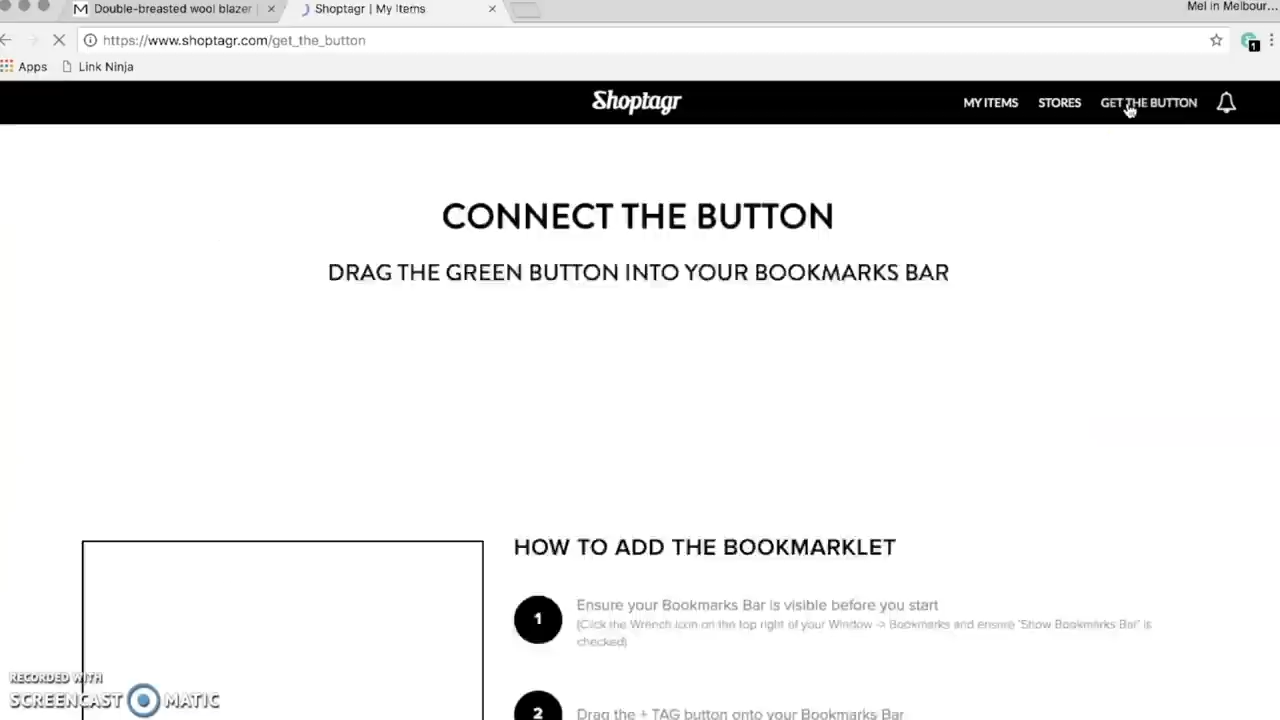 Double-breasted wool blazer
Shoptagr | My Items
Mel in Melbour...
https://www.shoptagr.com/get_the_button
1
Apps
Link Ninja
Shoptagr
MY ITEMS
STORES
GET THE BUTTON
CONNECT THE BUTTON
DRAG THE GREEN BUTTON INTO YOUR BOOKMARKS BAR
HOW TO ADD THE BOOKMARKLET
1
Ensure your Bookmarks Bar is visible before you start
(Click the Wrench icon on the top right of your Window -> Bookmarks and ensure "Show Bookmarks Bar" is
checked)
2
Drag the + TAG button onto your Bookmarks Bar
RECORDED WITH
SCREENCAST MATIC